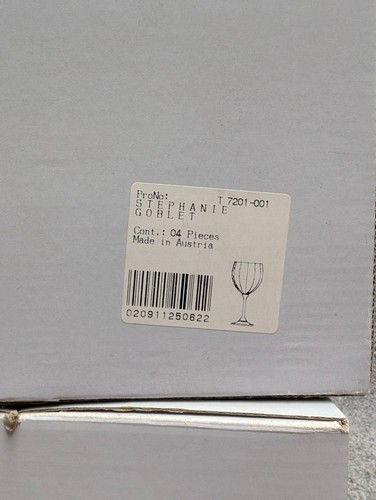 ProNo: T 7201-001
STEPHANIE
GOBLET
Cont.: 04 Pieces
Made in Austria
020911250622